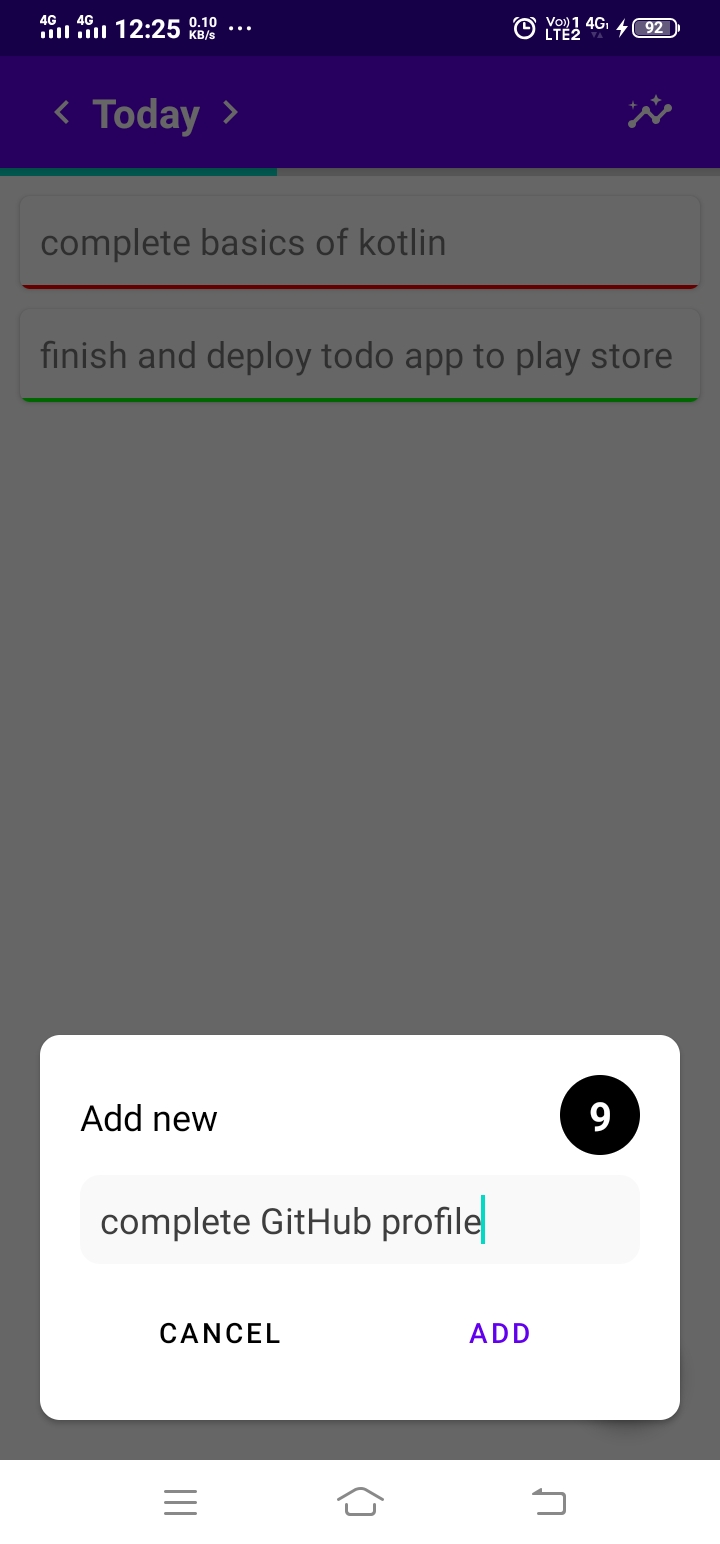 4G 4G 12:25 0.10 KB/s ... Vo)) 1 LTE2 4G 92
Today
complete basics of kotlin
finish and deploy todo app to play store
Add new 9
complete GitHub profile
CANCEL ADD